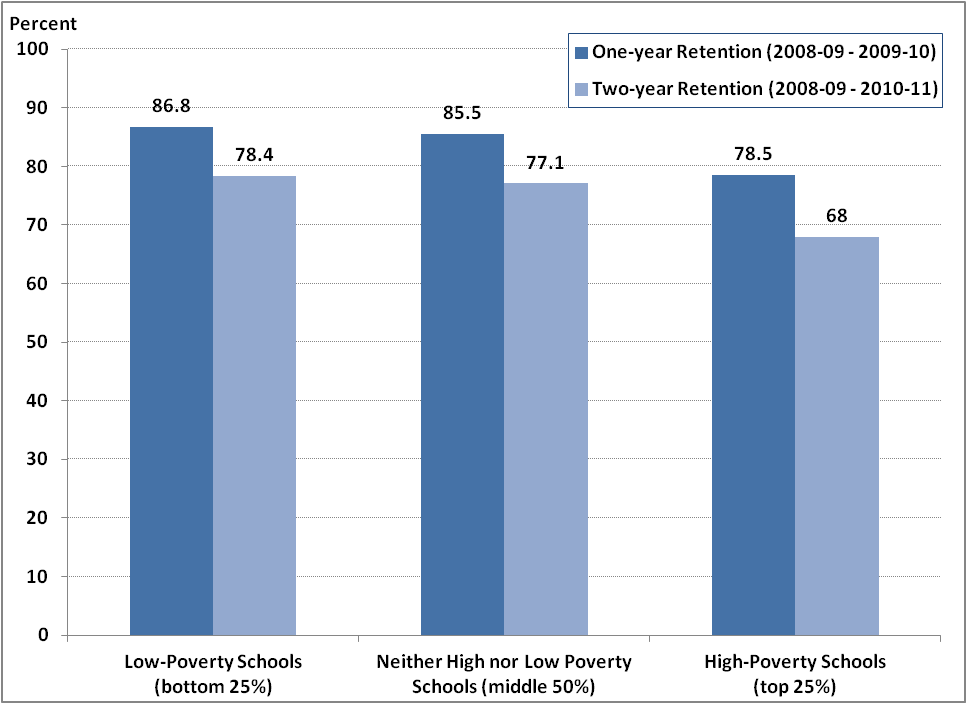 Percent
100
90
80
70
60
50
40
30
20
10
0
One-year Retention (2008-09 - 2009-10)
Two-year Retention (2008-09 - 2010-11)
86.8
78.4
85.5
77.1
78.5
68
Low-Poverty Schools
(bottom 25%)
Neither High nor Low Poverty
Schools (middle 50%)
High-Poverty Schools
(top 25%)